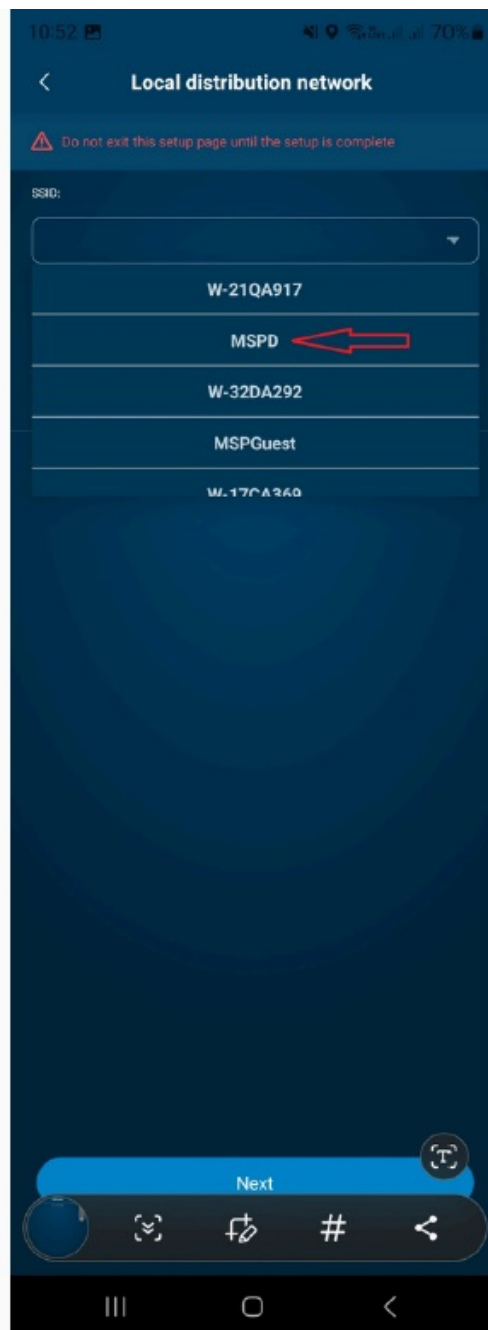 10:52
70%
Local distribution network
Do not exit this setup page until the setup is complete
SSID:
W-21QA917
MSPD
W-32DA292
MSPGuest
W-17CA369
Next
T
#